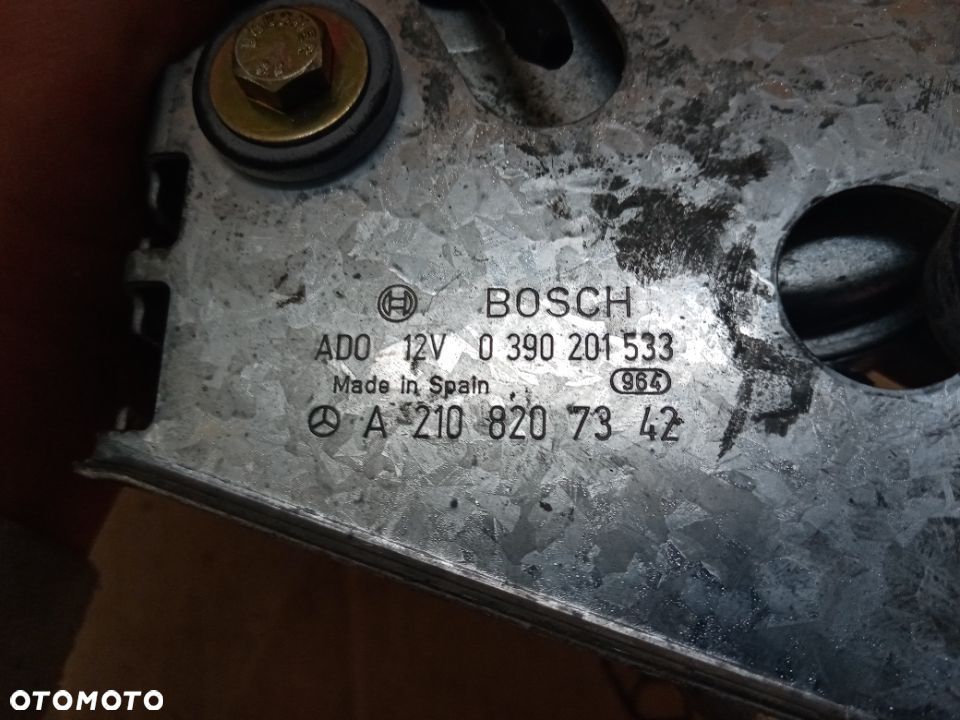 BOSCH
ADO 12V 0 390 201 533
Made in Spain 964
A 210 820 73 42
OTOMOTO